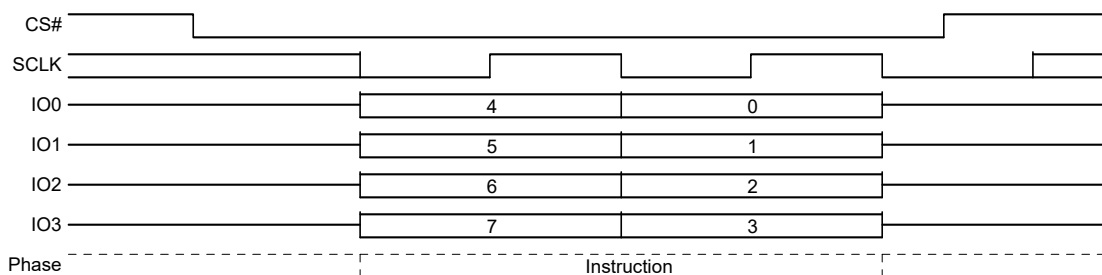 CS#
SCLK
IO0 4 0
IO1 5 1
IO2 6 2
IO3 7 3
Phase Instruction